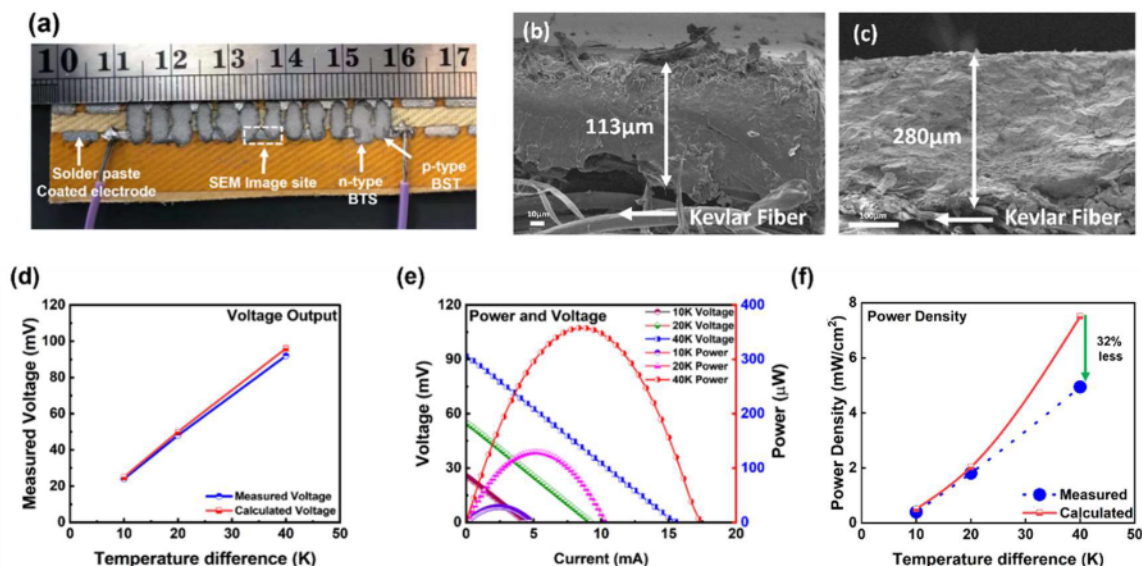 (a)
10 11 12 13 14 15 16 17
Solder paste
Coated electrode
SEM Image site
n-type
BTS
p-type
BST
(b)
113μm
10μm
Kevlar Fiber
(c)
280μm
100μm
Kevlar Fiber
(d)
Voltage Output
Measured Voltage (mV)
120
100
80
60
40
20
0
Measured Voltage
Calculated Voltage
0 10 20 30 40 50
Temperature difference (K)
(e)
Power and Voltage
10K Voltage
20K Voltage
40K Voltage
10K Power
20K Power
40K Power
Voltage (mV)
120
90
60
30
0
Power (μW)
400
300
200
100
0
0 5 10 15 20
Current (mA)
(f)
Power Density
32%
less
Power Density (mW/cm²)
8
6
4
2
0
Measured
Calculated
0 10 20 30 40 50
Temperature difference (K)